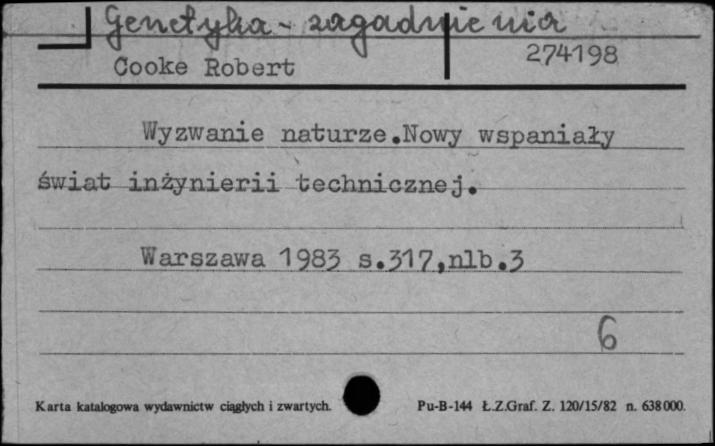 Genetyka - zagadnienia
274198
Cooke Robert
Wyzwanie naturze.Nowy wspaniały
świat inżynierii technicznej.
Warszawa 1983 s.317,nlb.3
6
Karta katalogowa wydawnictw ciągłych i zwartych. Pu-B-144 Ł.Z.Graf. Z. 120/15/82 n. 638000.